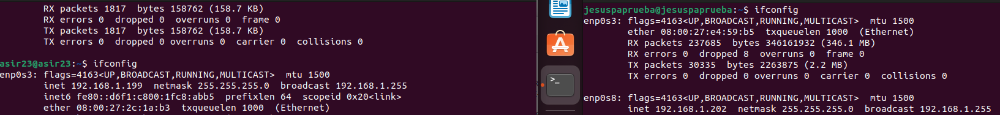 RX packets 1817  bytes 158762 (158.7 KB)
RX errors 0  dropped 0  overruns 0  frame 0
TX packets 1817  bytes 158762 (158.7 KB)
TX errors 0  dropped 0 overruns 0  carrier 0  collisions 0
asir23@asir23:~$ ifconfig
enp0s3: flags=4163<UP,BROADCAST,RUNNING,MULTICAST>  mtu 1500
inet 192.168.1.199  netmask 255.255.255.0  broadcast 192.168.1.255
inet6 fe80::d6f1:c800:1fc8:abb5  prefixlen 64  scopeid 0x20<link>
ether 08:00:27:2c:1a:b3  txqueuelen 1000  (Ethernet)
>_
jesuspaprueba@jesuspaprueba:~$ ifconfig
enp0s3: flags=4163<UP,BROADCAST,RUNNING,MULTICAST>  mtu 1500
ether 08:00:27:e4:59:b5  txqueuelen 1000  (Ethernet)
RX packets 237685  bytes 346161932 (346.1 MB)
RX errors 0  dropped 8  overruns 0  frame 0
TX packets 30335  bytes 2263875 (2.2 MB)
TX errors 0  dropped 0 overruns 0  carrier 0  collisions 0
enp0s8: flags=4163<UP,BROADCAST,RUNNING,MULTICAST>  mtu 1500
inet 192.168.1.202  netmask 255.255.255.0  broadcast 192.168.1.255